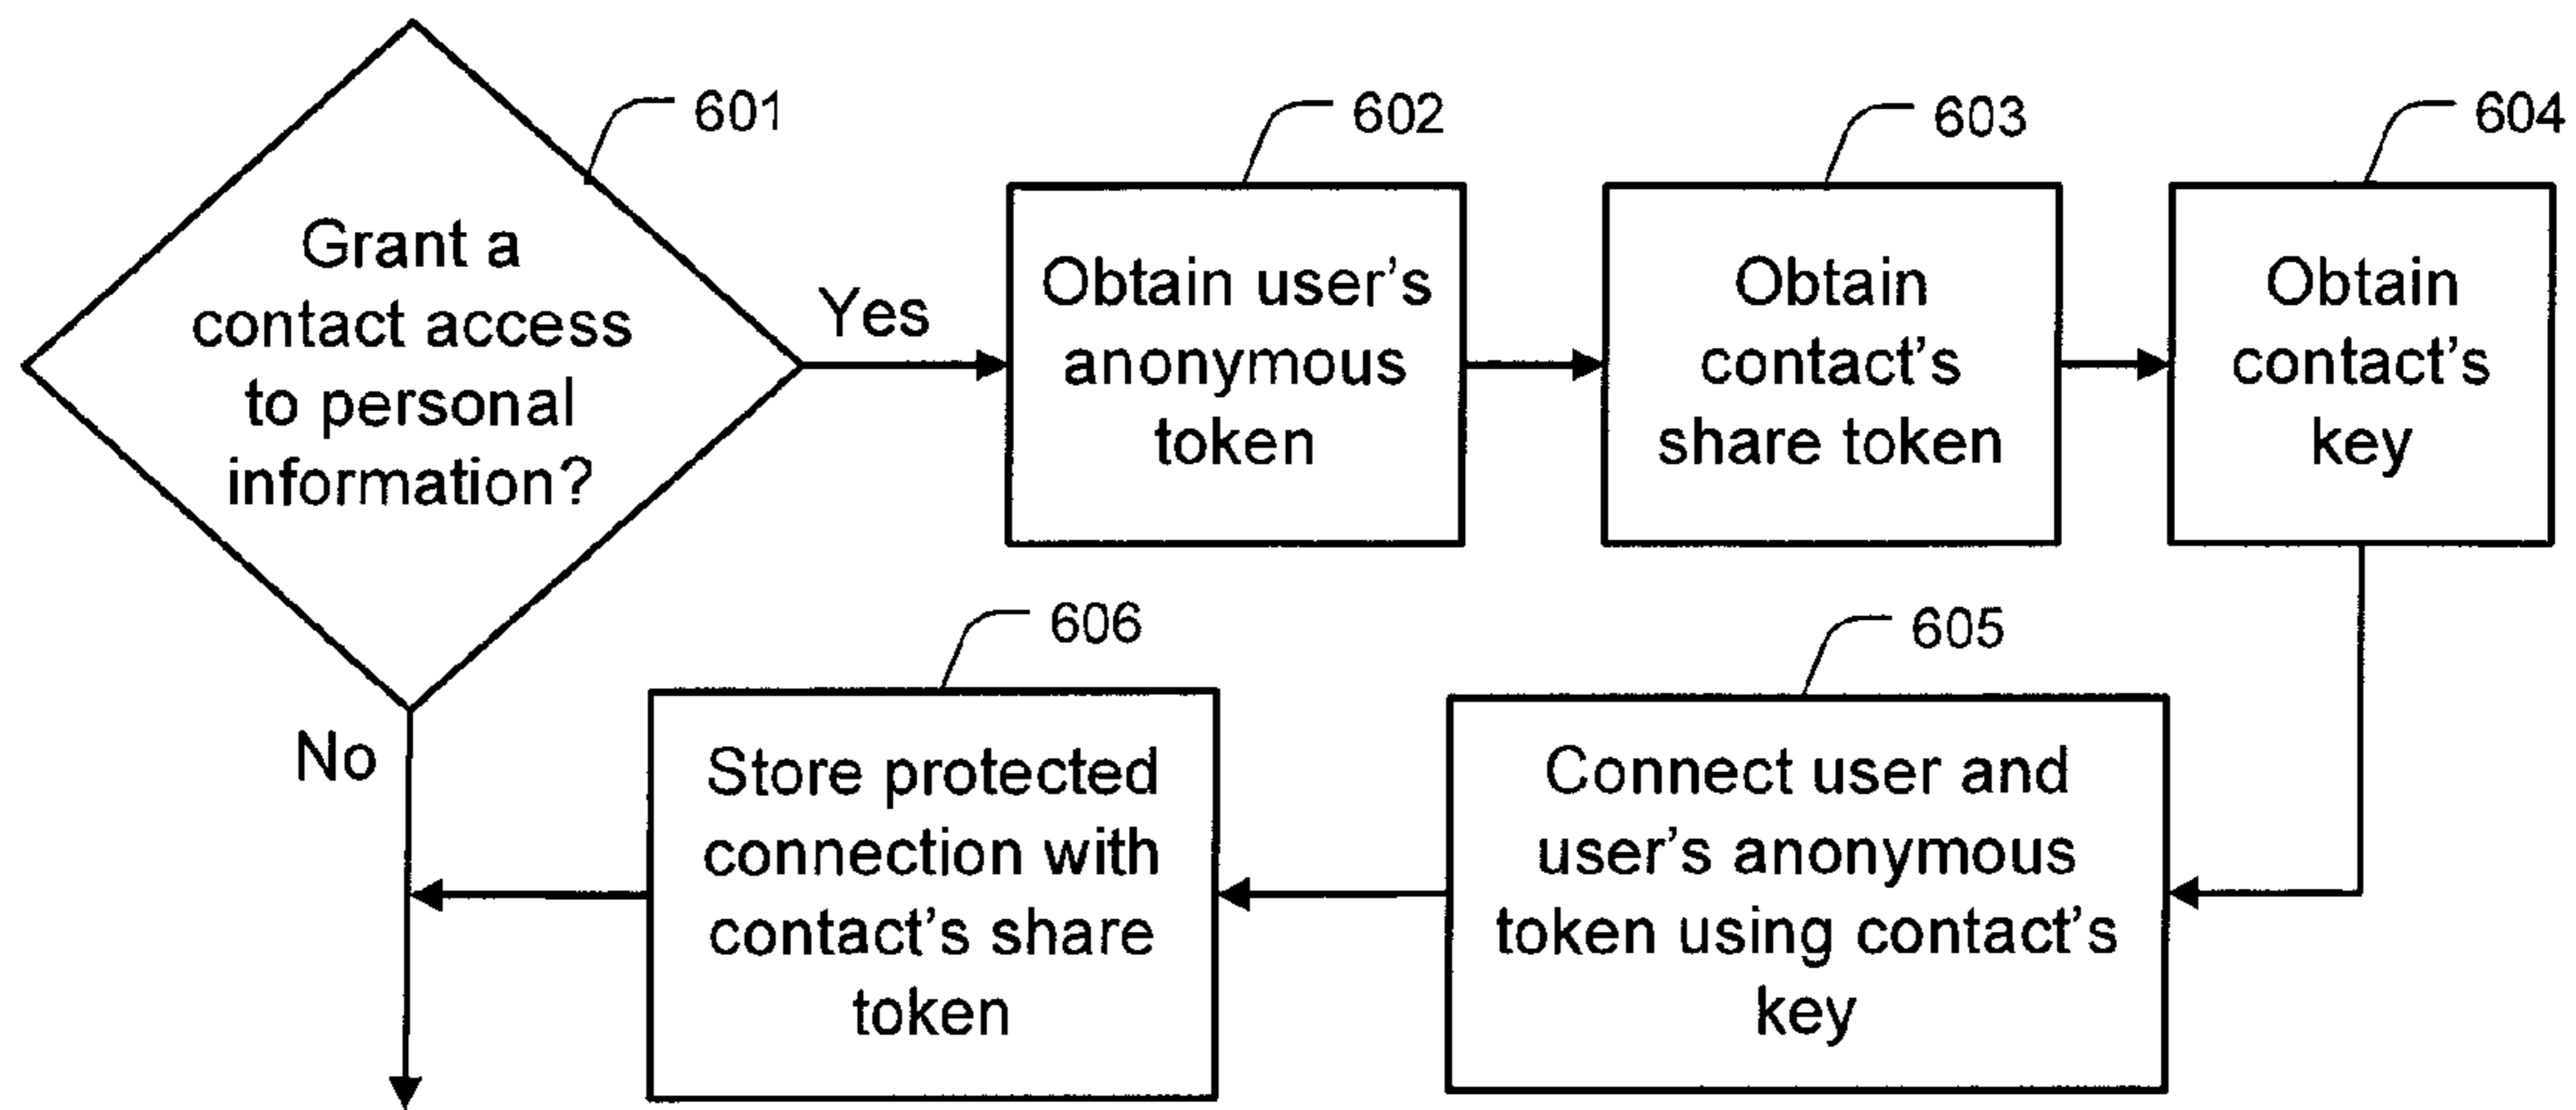 601
Grant a
contact access
to personal
information?
Yes
No
602
Obtain user's
anonymous
token
603
Obtain
contact's
share token
604
Obtain
contact's
key
605
Connect user and
user's anonymous
token using contact's
key
606
Store protected
connection with
contact's share
token